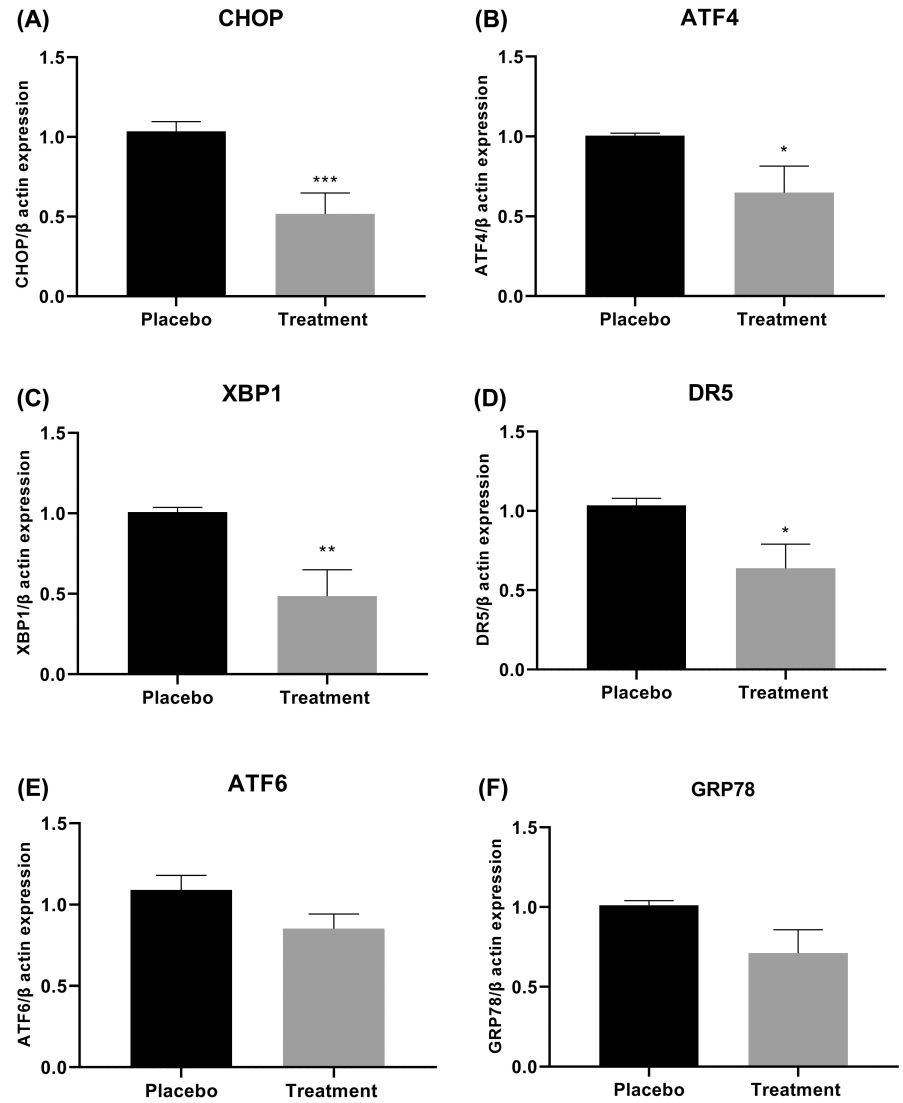 (A)
CHOP
CHOP/β actin expression
1.5
1.0
0.5
0.0
***
Placebo
Treatment
(B)
ATF4
ATF4/β actin expression
1.5
1.0
0.5
0.0
*
Placebo
Treatment
(C)
XBP1
XBP1/β actin expression
1.5
1.0
0.5
0.0
**
Placebo
Treatment
(D)
DR5
DR5/β actin expression
1.5
1.0
0.5
0.0
*
Placebo
Treatment
(E)
ATF6
ATF6/β actin expression
1.5
1.0
0.5
0.0
Placebo
Treatment
(F)
GRP78
GRP78/β actin expression
1.5
1.0
0.5
0.0
Placebo
Treatment